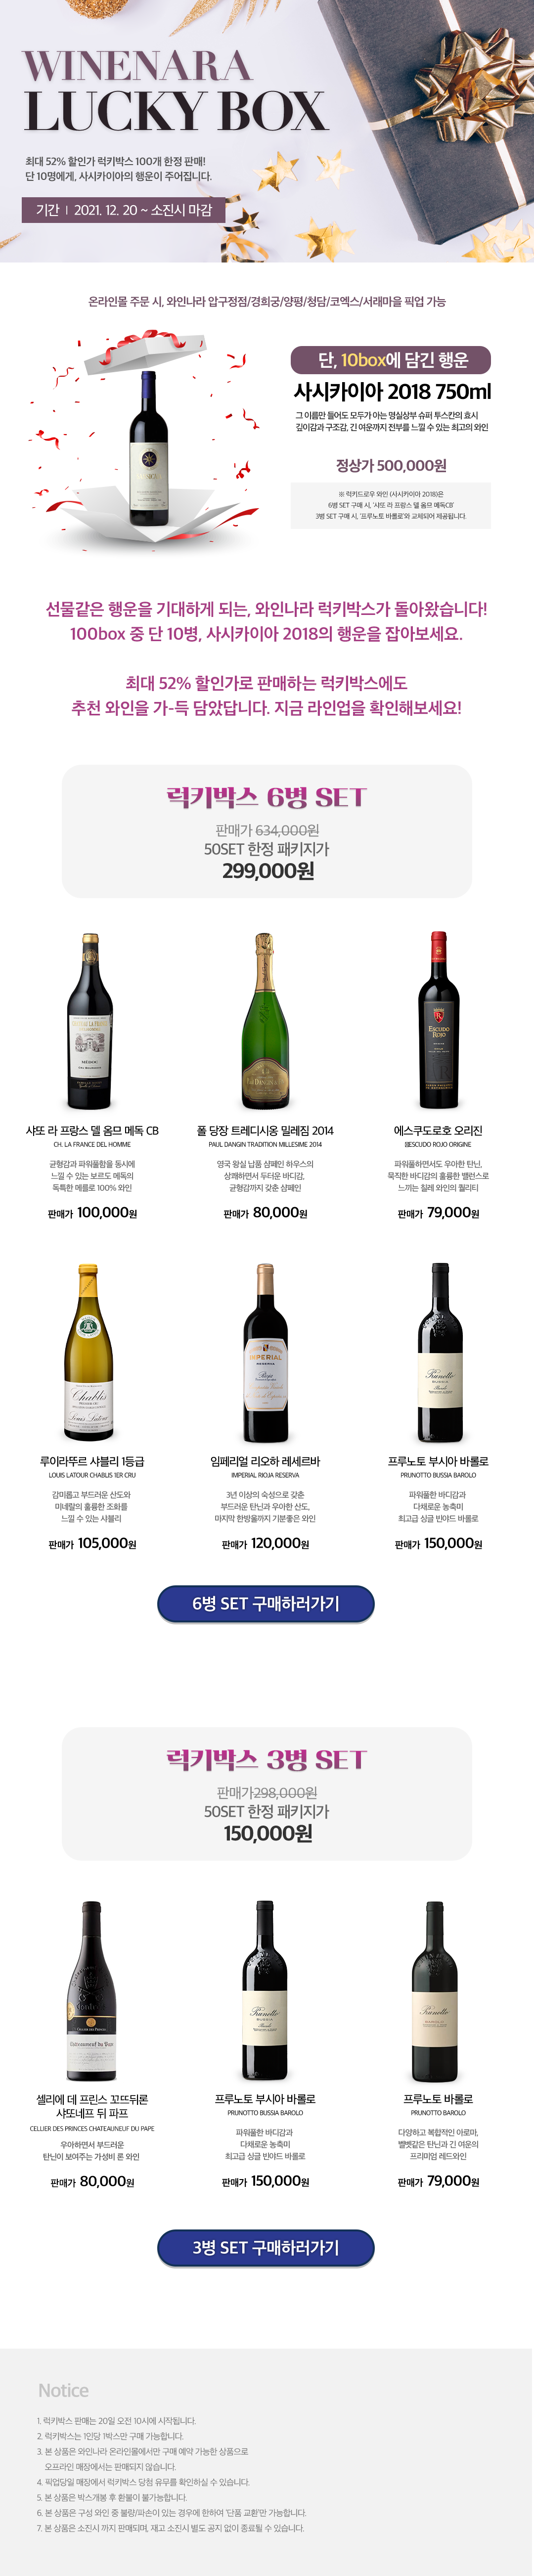 WINENARA
LUCKY BOX
최대 52% 할인가 럭키박스 100개 한정 판매!
단 10명에게, 사시카이아의 행운이 주어집니다.
기간 | 2021. 12. 20 ~ 소진시 마감
온라인몰 주문 시, 와인나라 압구정점/경희궁/양평/청담/코엑스/서래마을 픽업 가능
단, 10box에 담긴 행운
사시카이아 2018 750ml
그 이름만 들어도 모두가 아는 명실상부 슈퍼 투스칸의 효시
깊이감과 구조감, 긴 여운까지 전부를 느낄 수 있는 최고의 와인
정상가 500,000원
※ 럭키드로우 와인 (사시카이아 2018)은
6병 SET 구매 시, '샤또 라 프랑스 델 옴므 메독CB'
3병 SET 구매 시, '프루노토 바롤로'와 교체되어 제공됩니다.
선물같은 행운을 기대하게 되는, 와인나라 럭키박스가 돌아왔습니다!
100box 중 단 10병, 사시카이아 2018의 행운을 잡아보세요.
최대 52% 할인가로 판매하는 럭키박스에도
추천 와인을 가-득 담았답니다. 지금 라인업을 확인해보세요!
럭키박스 6병 SET
판매가 634,000원
50SET 한정 패키지가
299,000원
ESCUDO
ROJO
샤또 라 프랑스 델 옴므 메독 CB
CH. LA FRANCE DEL HOMME
균형감과 파워풀함을 동시에
느낄 수 있는 보르도 메독의
독특한 메를로 100% 와인
판매가 100,000원
폴 당장 트레디시옹 밀레짐 2014
PAUL DANGIN TRADITION MILLESIME 2014
영국 왕실 납품 샴페인 하우스의
상쾌하면서 두터운 바디감,
균형감까지 갖춘 샴페인
판매가 80,000원
에스쿠도로호 오리진
ESCUDO ROJO ORIGINE
파워풀하면서도 우아한 탄닌,
묵직한 바디감의 훌륭한 밸런스로
느끼는 칠레 와인의 퀄리티
판매가 79,000원
Chablis
Louis Latour
IMPERIAL
RESERVA
Rioja
Prunotto
BUSSIA
Barolo
루이라뚜르 샤블리 1등급
LOUIS LATOUR CHABLIS 1ER CRU
감미롭고 부드러운 산도와
미네랄의 훌륭한 조화를
느낄 수 있는 샤블리
판매가 105,000원
임페리얼 리오하 레세르바
IMPERIAL RIOJA RESERVA
3년 이상의 숙성으로 갖춘
부드러운 탄닌과 우아한 산도,
마지막 한방울까지 기분좋은 와인
판매가 120,000원
프루노토 부시아 바롤로
PRUNOTTO BUSSIA BAROLO
파워풀한 바디감과
다채로운 농축미
최고급 싱글 빈야드 바롤로
판매가 150,000원
6병 SET 구매하러가기
럭키박스 3병 SET
판매가298,000원
50SET 한정 패키지가
150,000원
Châteauneuf du Pape
Prunotto
BUSSIA
Barolo
Prunotto
셀리에 데 프린스 꼬뜨뒤론
샤또네프 뒤 파프
CELLIER DES PRINCES CHATEAUNEUF DU PAPE
우아하면서 부드러운
탄닌이 보여주는 가성비 론 와인
판매가 80,000원
프루노토 부시아 바롤로
PRUNOTTO BUSSIA BAROLO
파워풀한 바디감과
다채로운 농축미
최고급 싱글 빈야드 바롤로
판매가 150,000원
프루노토 바롤로
PRUNOTTO BAROLO
다양하고 복합적인 아로마,
벨벳같은 탄닌과 긴 여운의
프리미엄 레드와인
판매가 79,000원
3병 SET 구매하러가기
Notice
1. 럭키박스 판매는 20일 오전 10시에 시작됩니다.
2. 럭키박스는 1인당 1박스만 구매 가능합니다.
3. 본 상품은 와인나라 온라인몰에서만 구매 예약 가능한 상품으로
오프라인 매장에서는 판매되지 않습니다.
4. 픽업당일 매장에서 럭키박스 당첨 유무를 확인하실 수 있습니다.
5. 본 상품은 박스개봉 후 환불이 불가능합니다.
6. 본 상품은 구성 와인 중 불량/파손이 있는 경우에 한하여 '단품 교환'만 가능합니다.
7. 본 상품은 소진시 까지 판매되며, 재고 소진시 별도 공지 없이 종료될 수 있습니다.